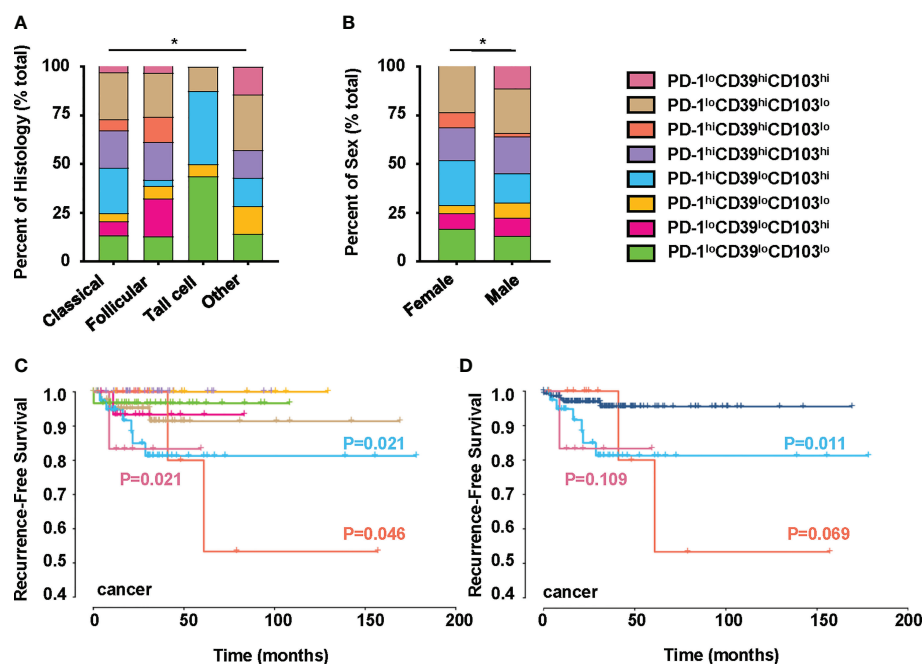 A
*
Percent of Histology (% total)
100
75
50
25
0
Classical
Follicular
Tall cell
Other
B
*
Percent of Sex (% total)
100
75
50
25
0
Female
Male
PD-1ˡᵒCD39ʰⁱCD103ʰⁱ
PD-1ˡᵒCD39ʰⁱCD103ˡᵒ
PD-1ʰⁱCD39ʰⁱCD103ˡᵒ
PD-1ʰⁱCD39ʰⁱCD103ʰⁱ
PD-1ʰⁱCD39ˡᵒCD103ʰⁱ
PD-1ʰⁱCD39ˡᵒCD103ˡᵒ
PD-1ˡᵒCD39ˡᵒCD103ʰⁱ
PD-1ˡᵒCD39ˡᵒCD103ˡᵒ
C
Recurrence-Free Survival
1.0
0.9
0.8
0.7
0.6
0.5
0.4
P=0.021
P=0.021
P=0.046
cancer
0 50 100 150 200
Time (months)
D
Recurrence-Free Survival
1.0
0.9
0.8
0.7
0.6
0.5
0.4
P=0.011
P=0.109
P=0.069
cancer
0 50 100 150 200
Time (months)